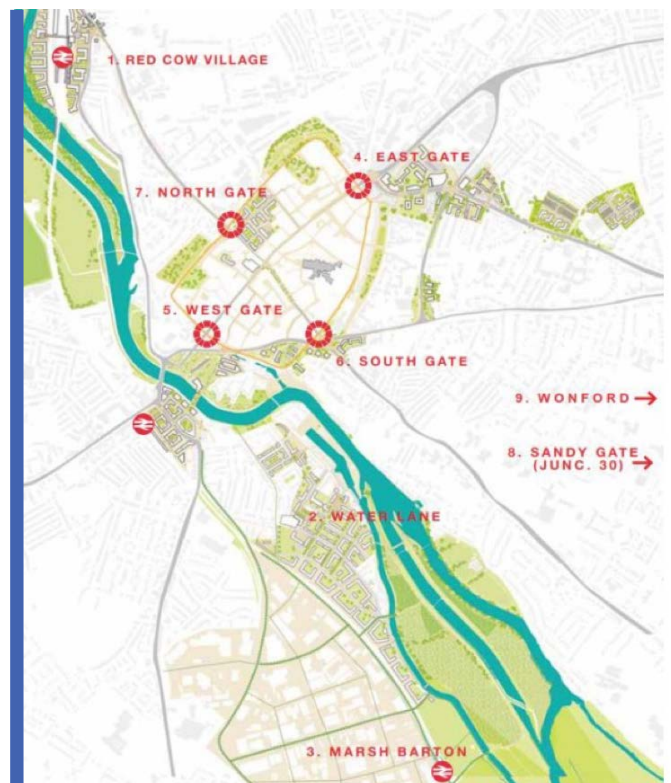 1. RED COW VILLAGE
4. EAST GATE
7. NORTH GATE
5. WEST GATE
6. SOUTH GATE
9. WONFORD
8. SANDY GATE
(JUNC. 30)
2. WATER LANE
3. MARSH BARTON